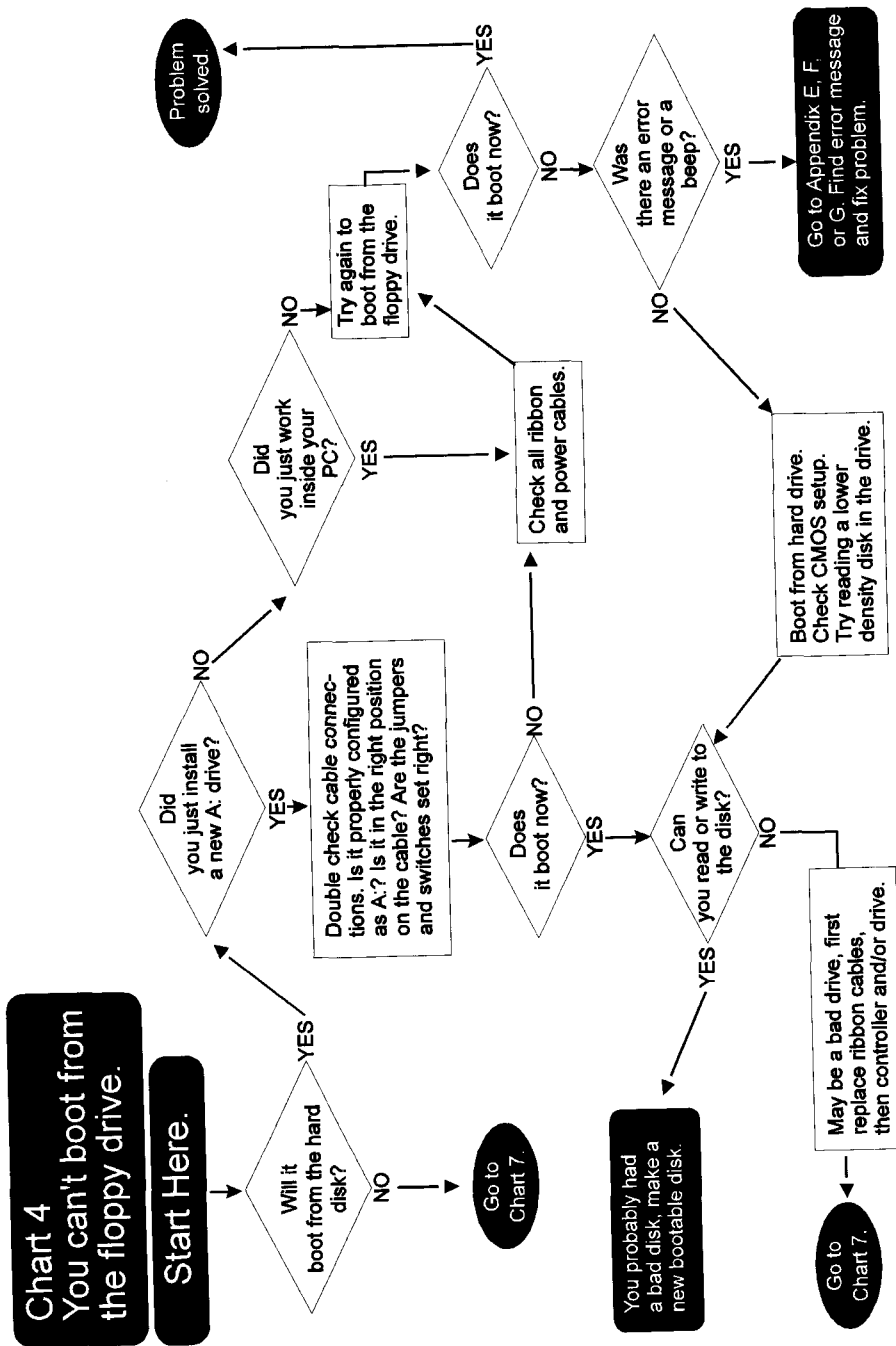 Chart 4
You can't boot from
the floppy drive.
Start Here.
Will it
boot from the hard
disk?
YES
NO
Go to
Chart 7.
Did
you just install
a new A: drive?
NO
YES
Double check cable connec-
tions. Is it properly configured
as A:? Is it in the right position
on the cable? Are the jumpers
and switches set right?
Did
you just work
inside your
PC?
NO
YES
Try again to
boot from the
floppy drive.
Check all ribbon
and power cables.
Does
it boot now?
NO
YES
Does
it boot now?
YES
NO
Problem
solved.
Was
there an error
message or a
beep?
YES
NO
Go to Appendix E, F,
or G. Find error message
and fix problem.
Boot from hard drive.
Check CMOS setup.
Try reading a lower
density disk in the drive.
Can
you read or write to
the disk?
YES
NO
You probably had
a bad disk, make a
new bootable disk.
May be a bad drive, first
replace ribbon cables,
then controller and/or drive.
Go to
Chart 7.